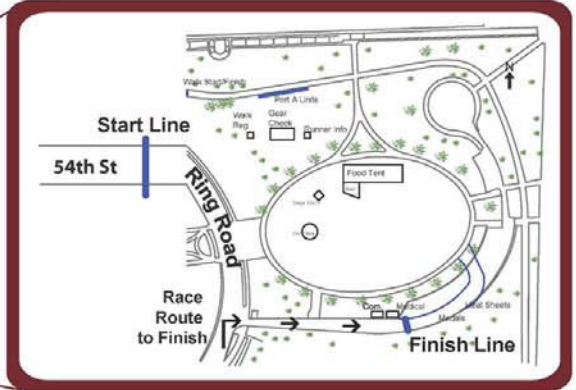 Walk Start/Finish
Port A Units
N
Walk
Reg
Gear
Check
Runner Info
Start Line
54th St
Food Tent
Ring Road
Race
Route
to Finish
Com
Medical
Heat Sheets
Medals
Finish Line